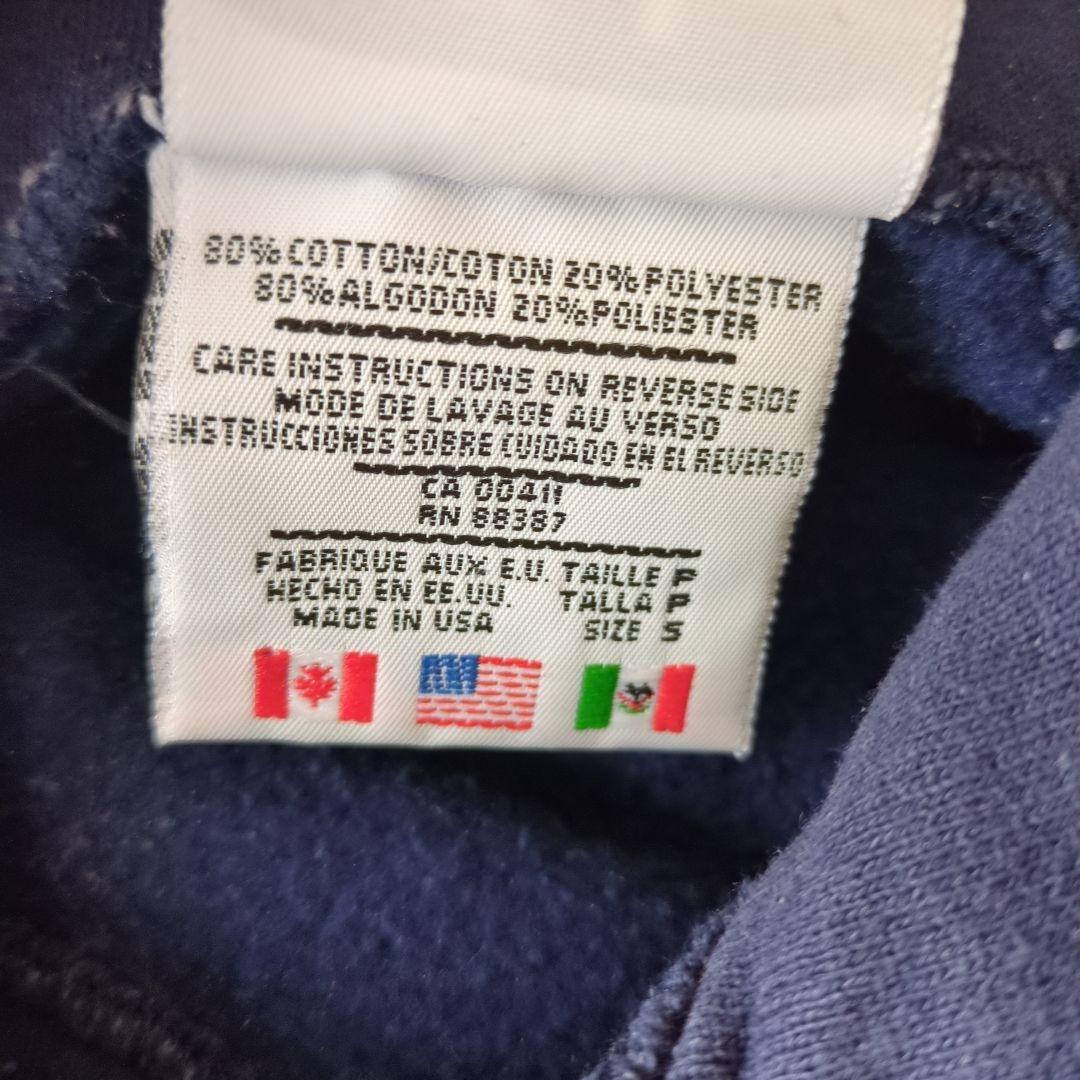 80% COTTON/COTON 20% POLYESTER
80% ALGODON 20% POLIESTER
CARE INSTRUCTIONS ON REVERSE SIDE
MODE DE LAVAGE AU VERSO
INSTRUCCIONES SOBRE CUIDADO EN EL REVERSO
CA 00411
RN 88387
FABRIQUE AUX E.U. TAILLE P
HECHO EN EE.UU. TALLA P
MADE IN USA SIZE S